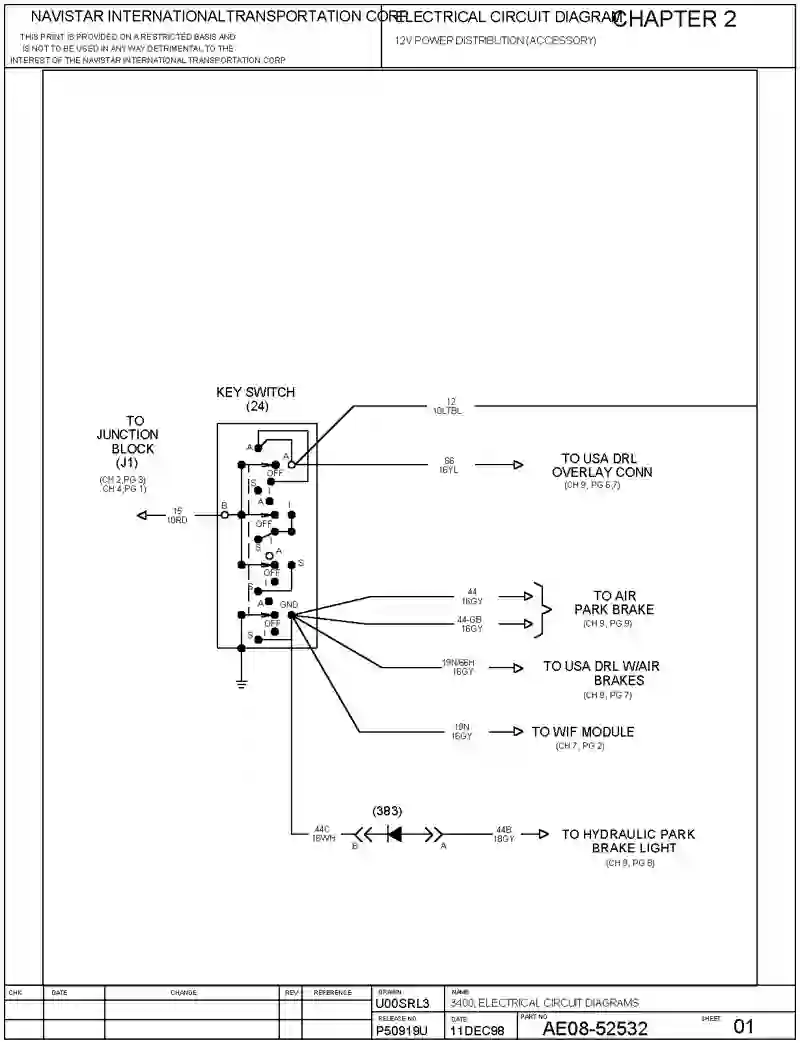 NAVISTAR INTERNATIONAL TRANSPORTATION CORP
THIS PRINT IS PROVIDED ON A RESTRICTED BASIS AND
IS NOT TO BE USED IN ANY WAY DETRIMENTAL TO THE
INTEREST OF THE NAVISTAR INTERNATIONAL TRANSPORTATION CORP
ELECTRICAL CIRCUIT DIAGRAM
CHAPTER 2
12V POWER DISTRIBUTION (ACCESSORY)
KEY SWITCH
(24)
TO
JUNCTION
BLOCK
(J1)
(CH 2,PG 3)
CH 4,PG 1)
15
10RD
B
A
A
OFF
S
I
A
I
OFF
S
I
A
OFF
S
S
I
A
GND
OFF
S
I
12
10LTBL
66
16YL
TO USA DRL
OVERLAY CONN
(CH 9, PG 6,7)
44
16GY
44-GB
16GY
TO AIR
PARK BRAKE
(CH 9, PG 9)
19N/66H
16GY
TO USA DRL W/AIR
BRAKES
(CH 9, PG 7)
19N
16GY
TO WIF MODULE
(CH 7, PG 2)
(383)
44C
16WH
B
A
44B
16GY
TO HYDRAULIC PARK
BRAKE LIGHT
(CH 9, PG 8)
CHK
DATE
CHANGE
REV
REFERENCE
DRAWN
U00SRL3
NAME
3400, ELECTRICAL CIRCUIT DIAGRAMS
RELEASE NO.
P50919U
DATE
11DEC98
PART NO.
AE08-52532
SHEET
01